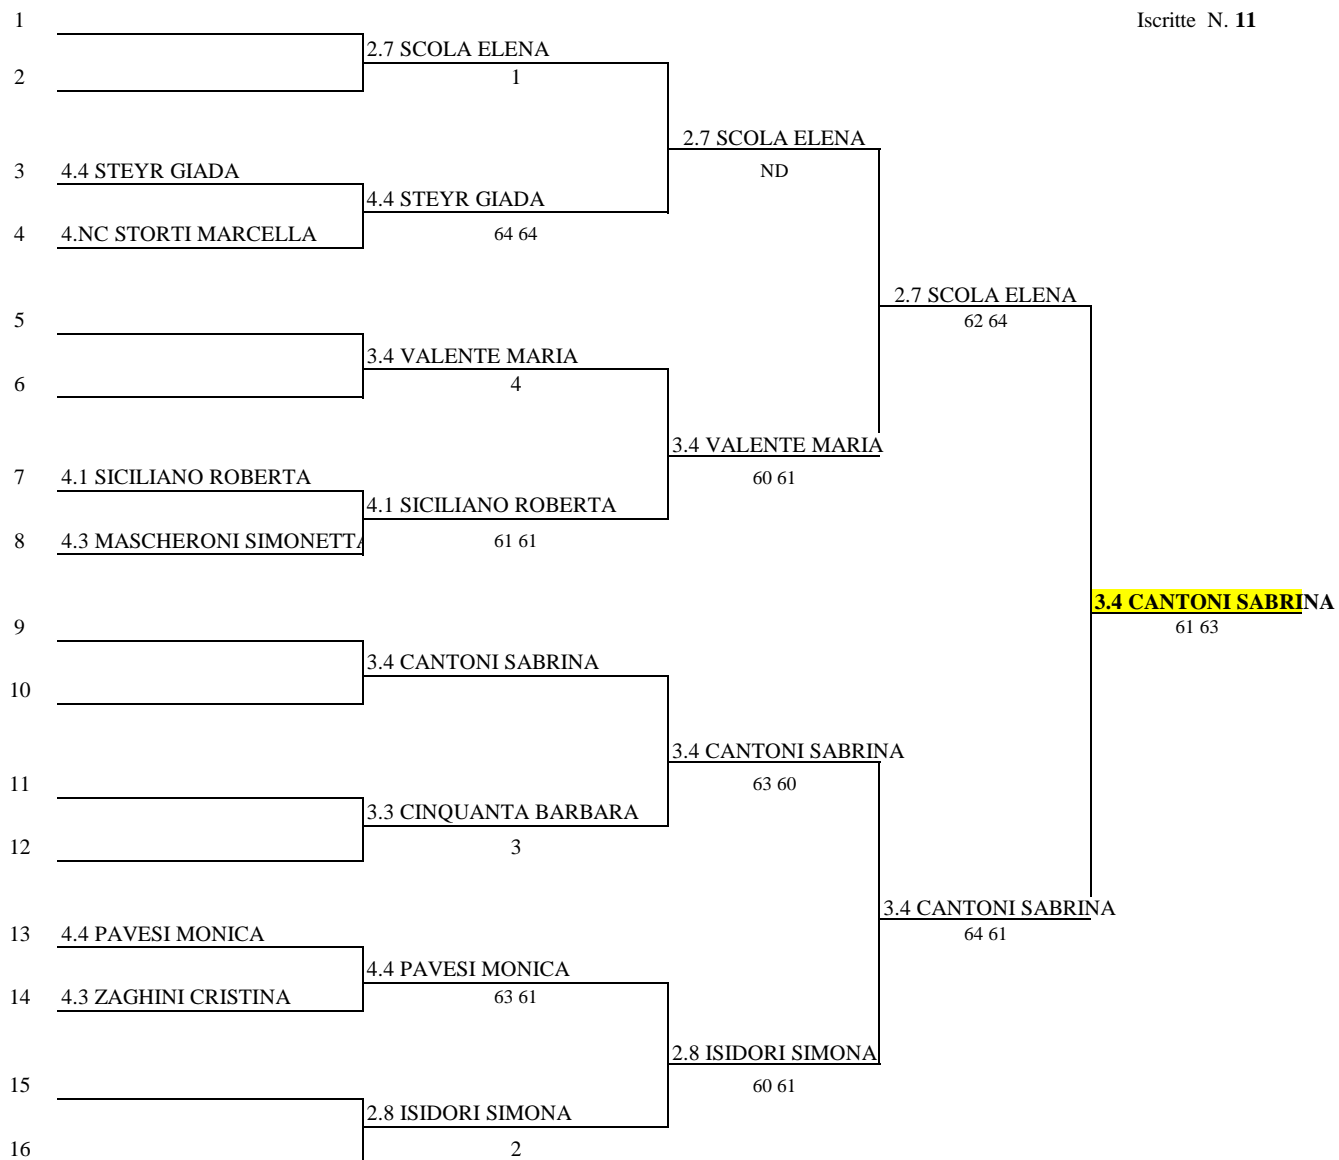 1
Iscritte N. 11
2.7 SCOLA ELENA
2
1
2.7 SCOLA ELENA
3
4.4 STEYR GIADA
ND
4.4 STEYR GIADA
4
4.NC STORTI MARCELLA
64 64
2.7 SCOLA ELENA
5
62 64
3.4 VALENTE MARIA
6
4
3.4 VALENTE MARIA
7
4.1 SICILIANO ROBERTA
60 61
4.1 SICILIANO ROBERTA
8
4.3 MASCHERONI SIMONETTA
61 61
3.4 CANTONI SABRINA
9
61 63
3.4 CANTONI SABRINA
10
3.4 CANTONI SABRINA
11
63 60
3.3 CINQUANTA BARBARA
12
3
3.4 CANTONI SABRINA
13
4.4 PAVESI MONICA
64 61
4.4 PAVESI MONICA
14
4.3 ZAGHINI CRISTINA
63 61
2.8 ISIDORI SIMONA
15
60 61
2.8 ISIDORI SIMONA
16
2